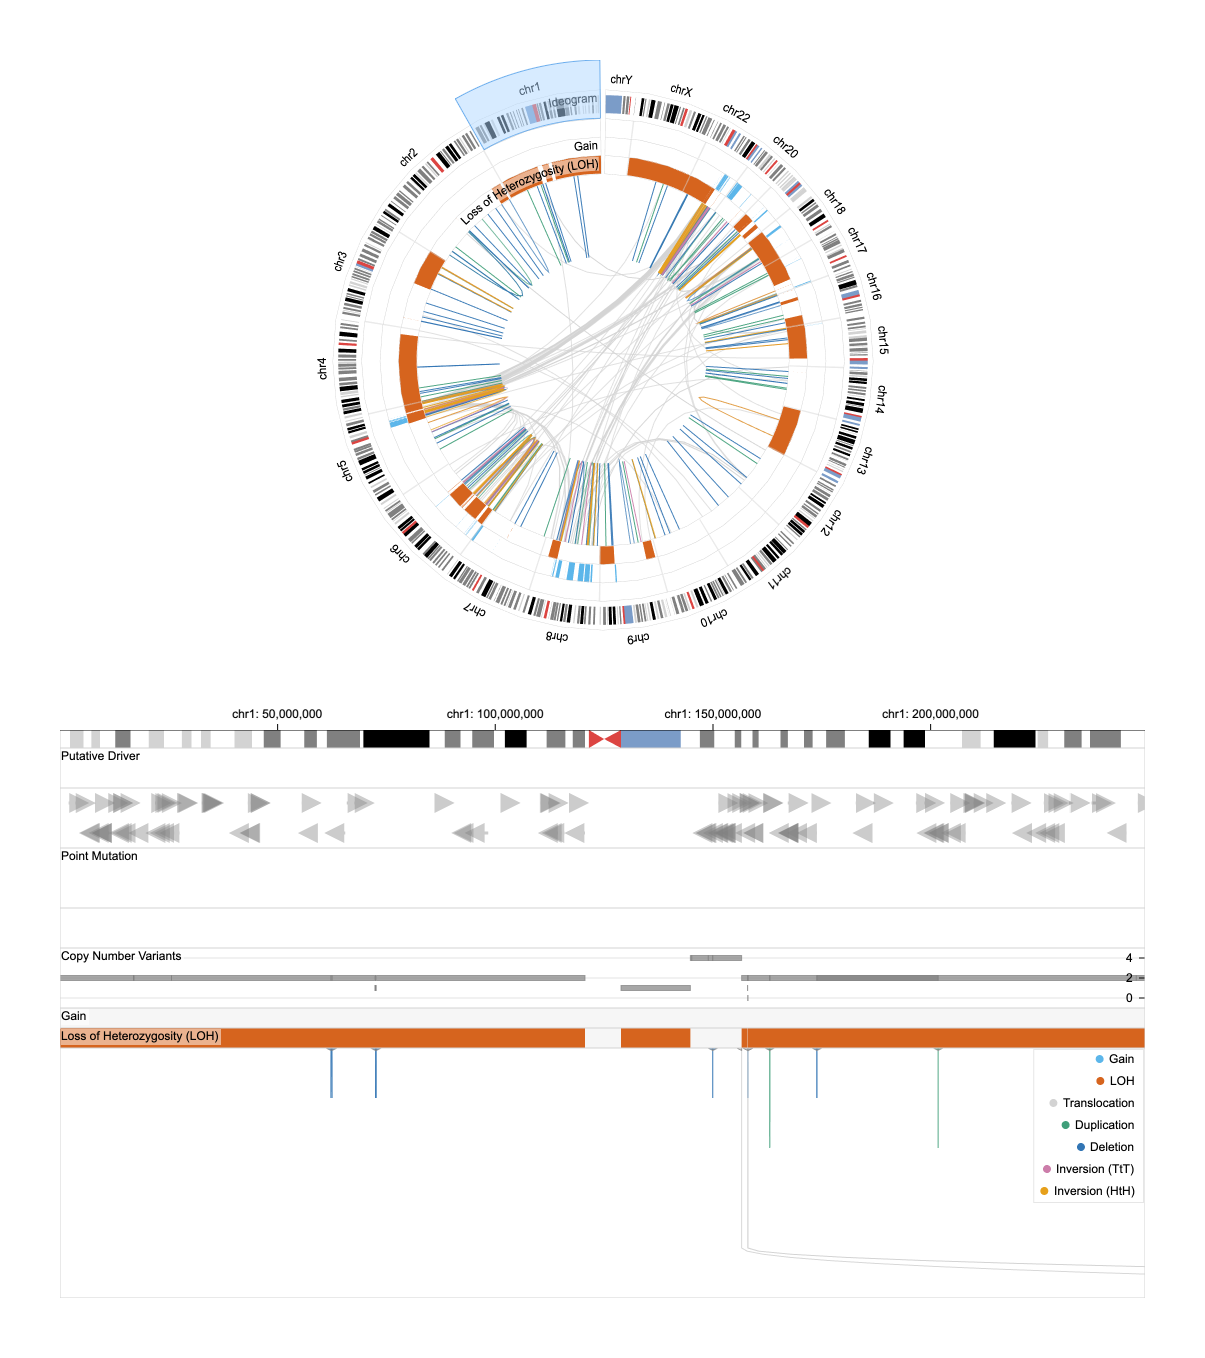 chrY
chrX
chr22
chr20
chr18
chr17
chr16
chr15
chr14
chr13
chr12
chr11
chr10
chr9
chr8
chr7
chr6
chr5
chr4
chr3
chr2
chr1
Ideogram
Gain
Loss of Heterozygosity (LOH)
chr1: 50,000,000
chr1: 100,000,000
chr1: 150,000,000
chr1: 200,000,000
Putative Driver
Point Mutation
Copy Number Variants
4
2
0
Gain
Loss of Heterozygosity (LOH)
Gain
LOH
Translocation
Duplication
Deletion
Inversion (TtT)
Inversion (HtH)